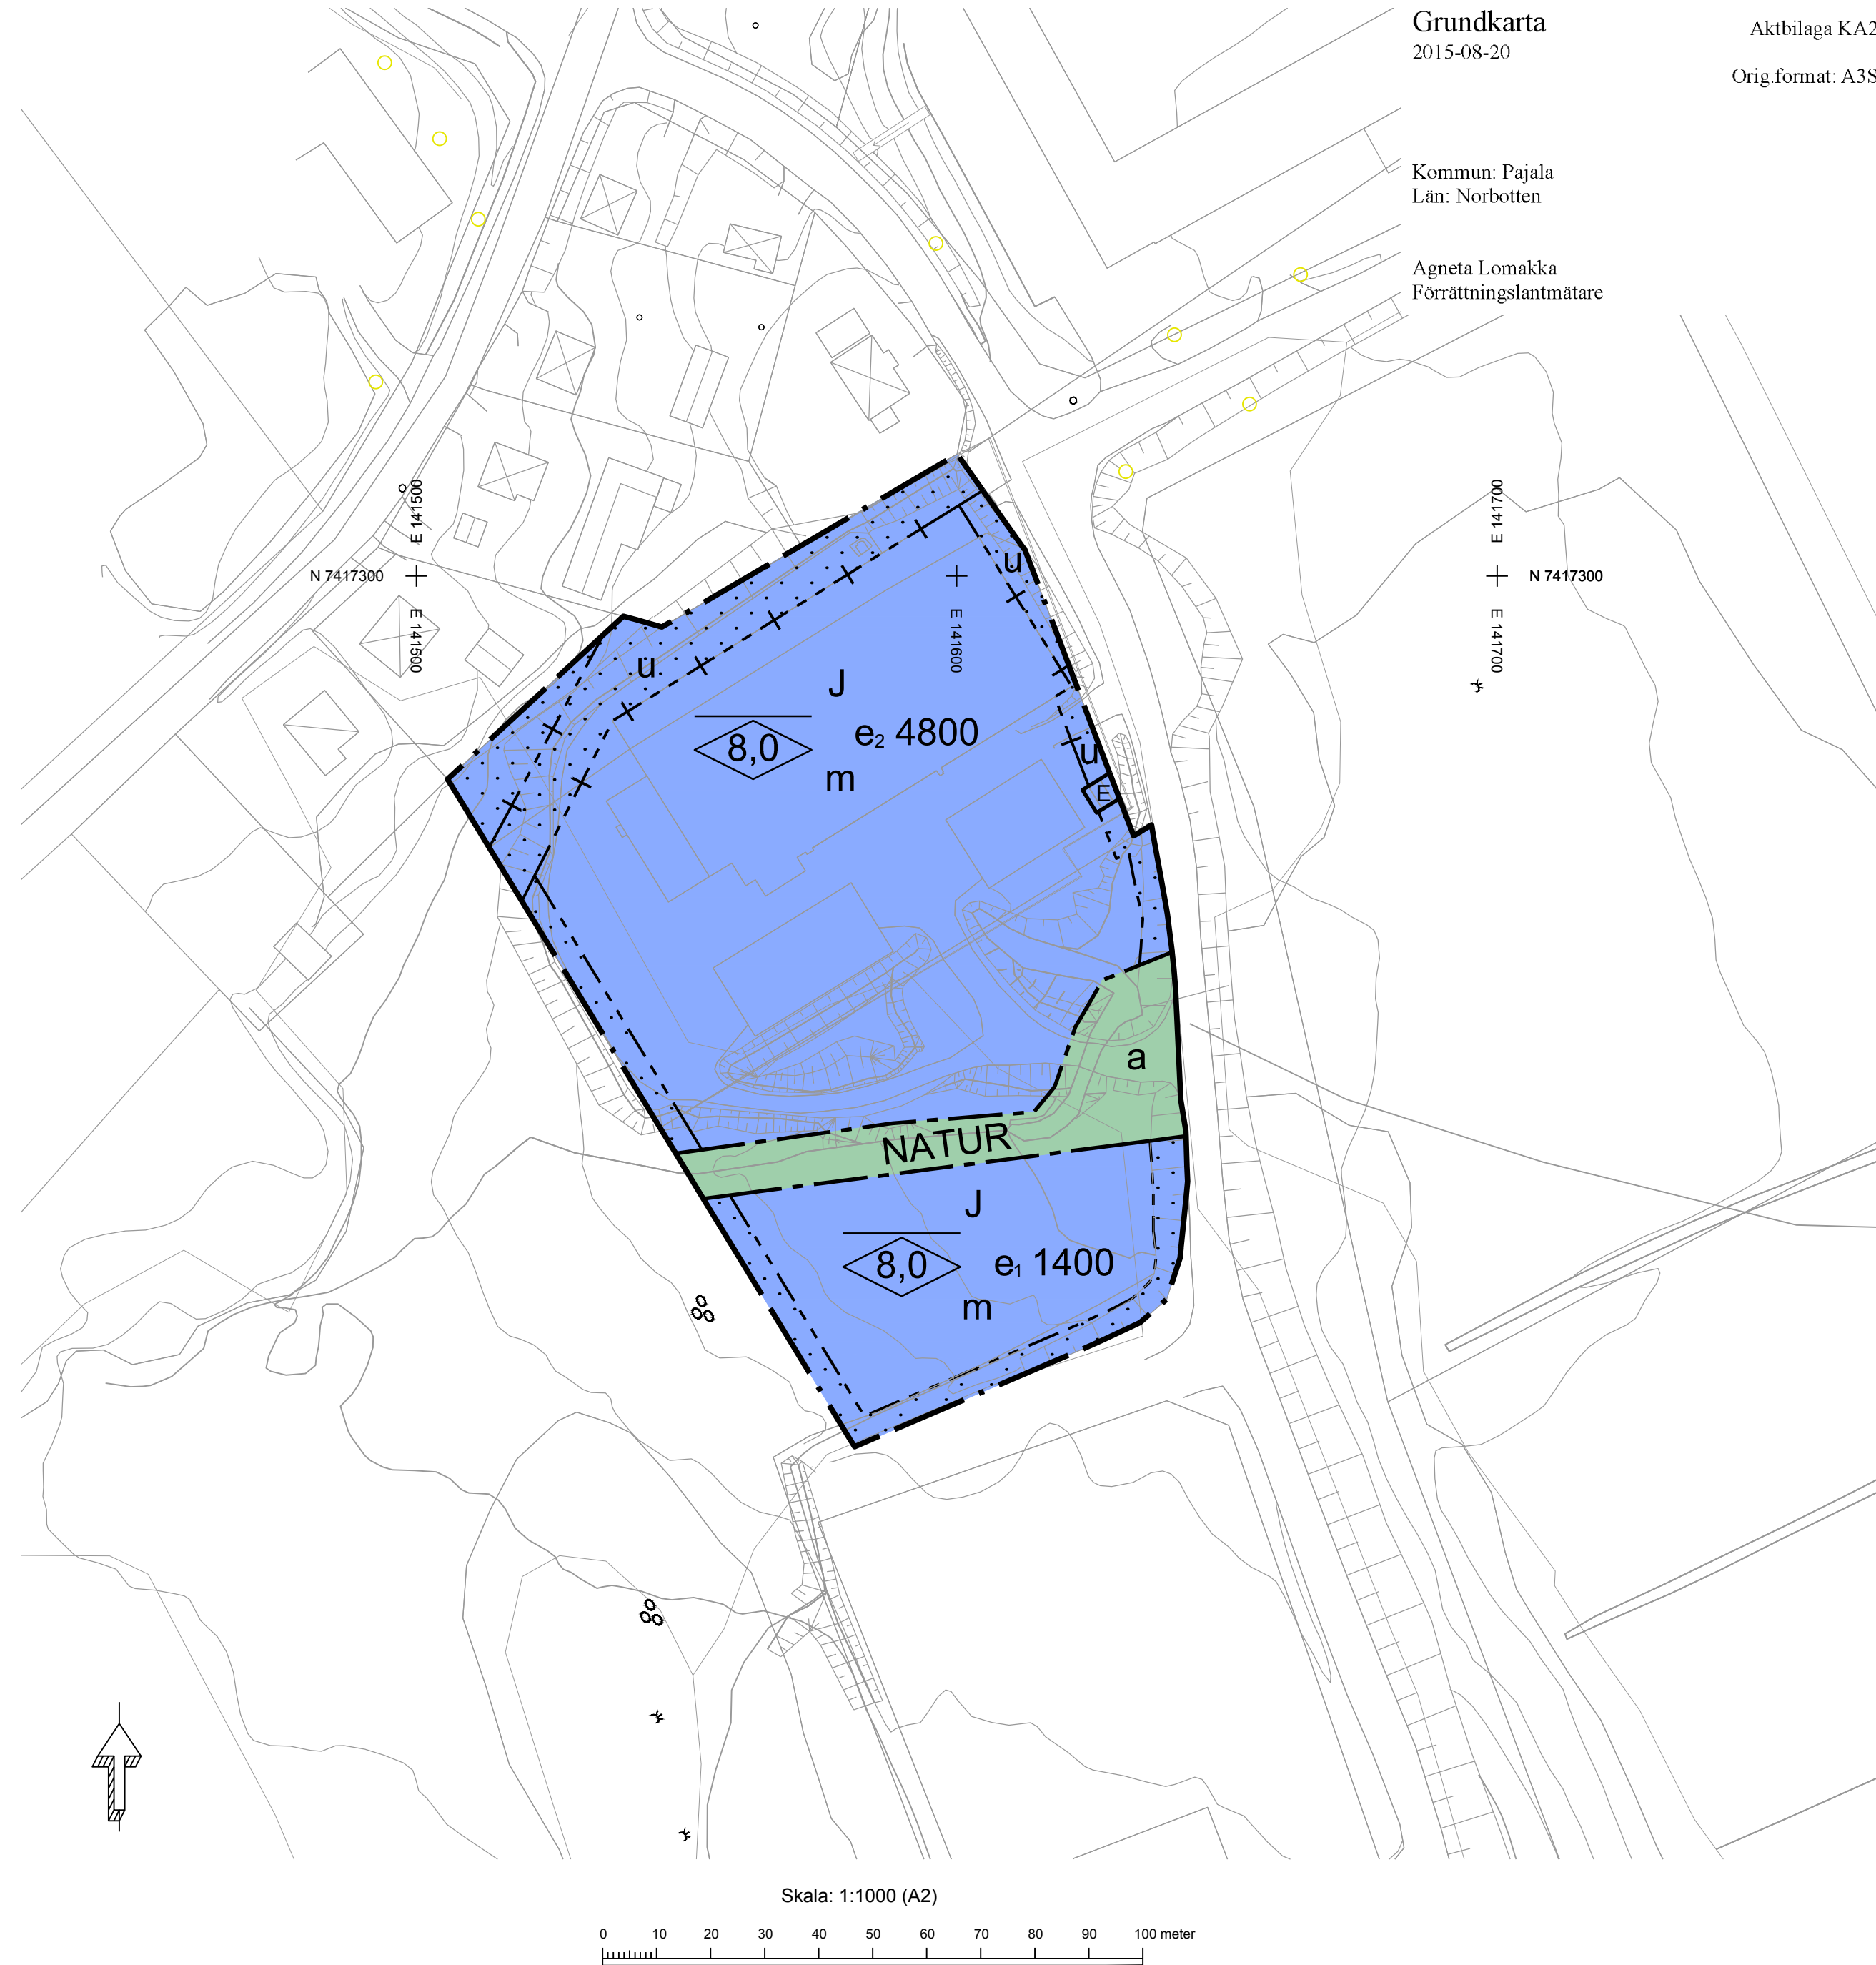 Grundkarta
2015-08-20
Aktbilaga KA2
Orig.format: A3S
Kommun: Pajala
Län: Norbotten
Agneta Lomakka
Förrättningslantmätare
E 141500
N 7417300
E 141500
E 141700
N 7417300
E 141700
E 141600
u
u
J
8,0
e₂ 4800
m
u
E
a
NATUR
J
8,0
e₁ 1400
m
Skala: 1:1000 (A2)
0 10 20 30 40 50 60 70 80 90 100 meter